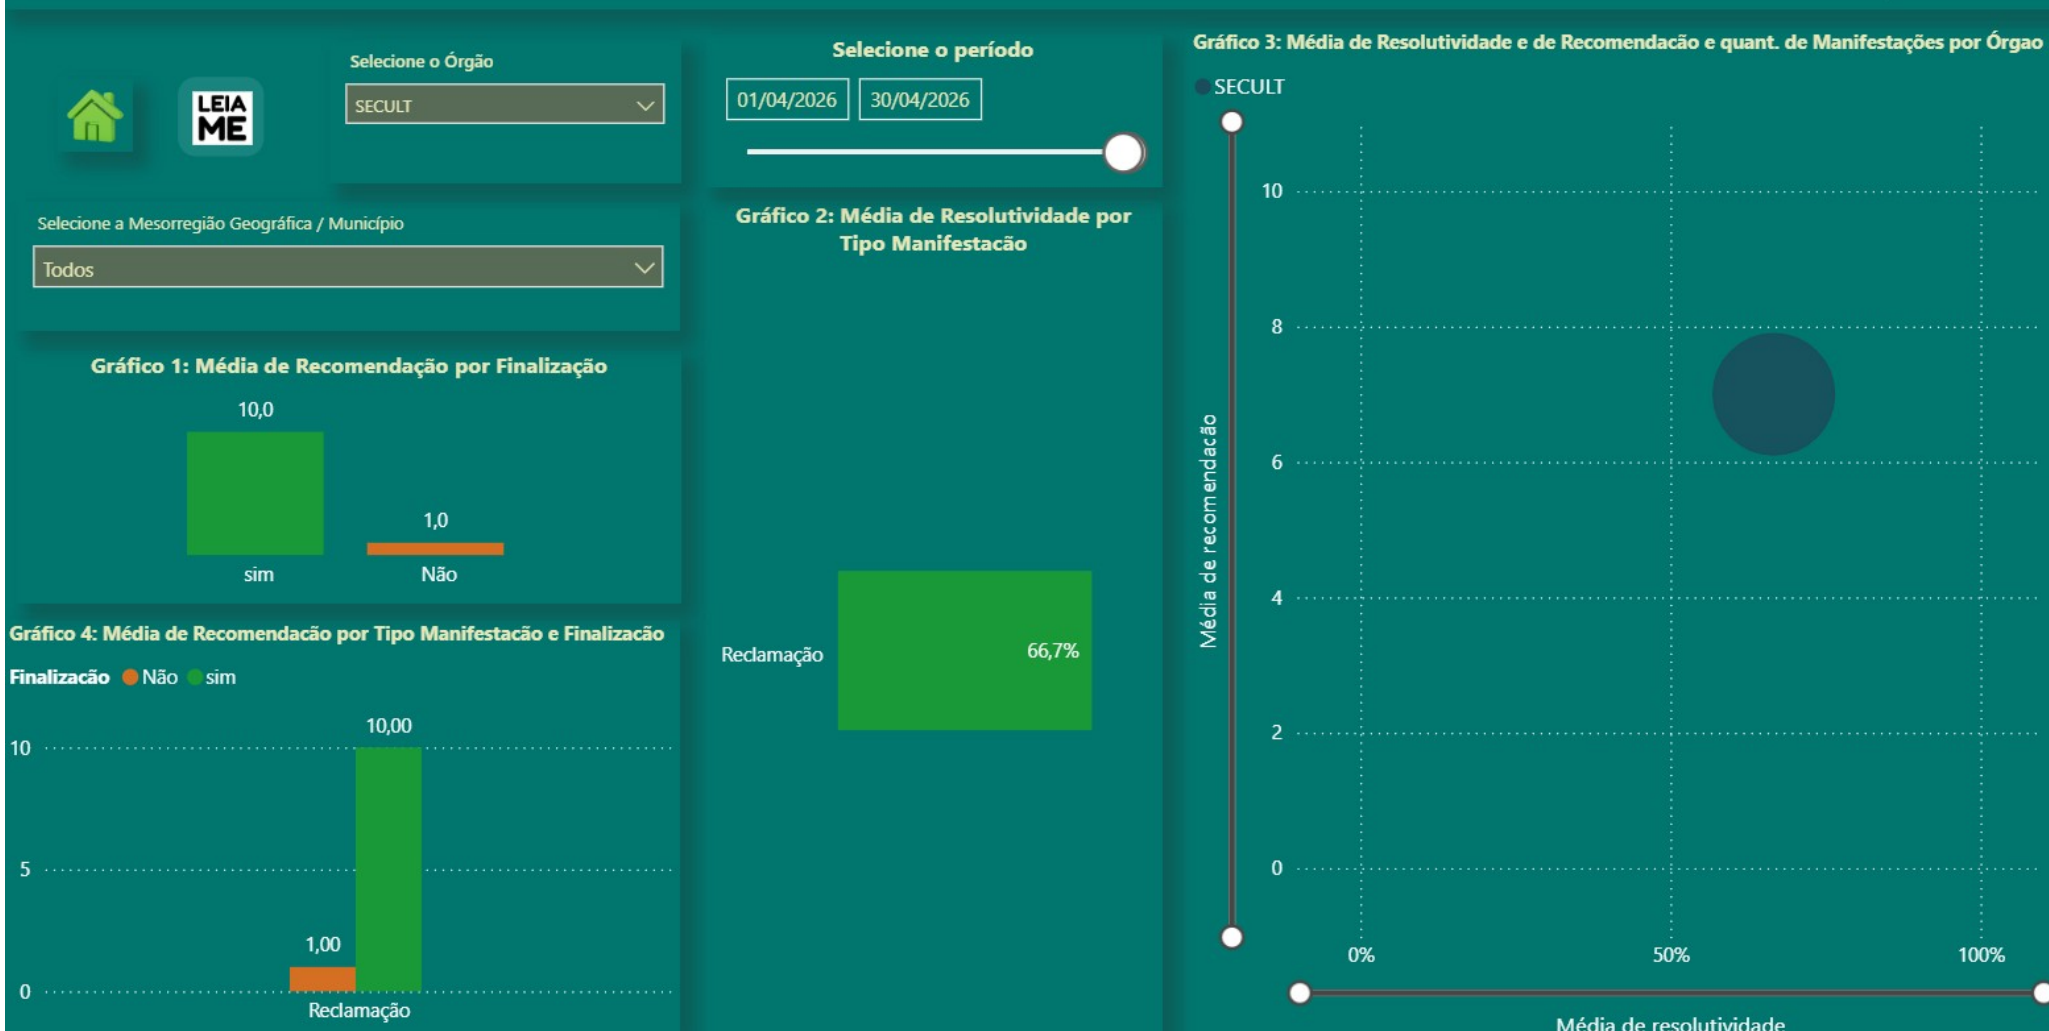 LEIA
ME
Selecione o Órgão
SECULT
Selecione o período
01/04/2026 30/04/2026
Selecione a Mesorregião Geográfica / Município
Todos
Gráfico 1: Média de Recomendação por Finalização
10,0
1,0
sim Não
Gráfico 4: Média de Recomendacão por Tipo Manifestacão e Finalizacão
Finalizacão Não sim
10,00
10
5
1,00
0
Reclamação
Gráfico 2: Média de Resolutividade por
Tipo Manifestacão
Reclamação 66,7%
Gráfico 3: Média de Resolutividade e de Recomendacão e quant. de Manifestações por Órgao
SECULT
Média de recomendacão
10
8
6
4
2
0
0% 50% 100%
Média de resolutividade